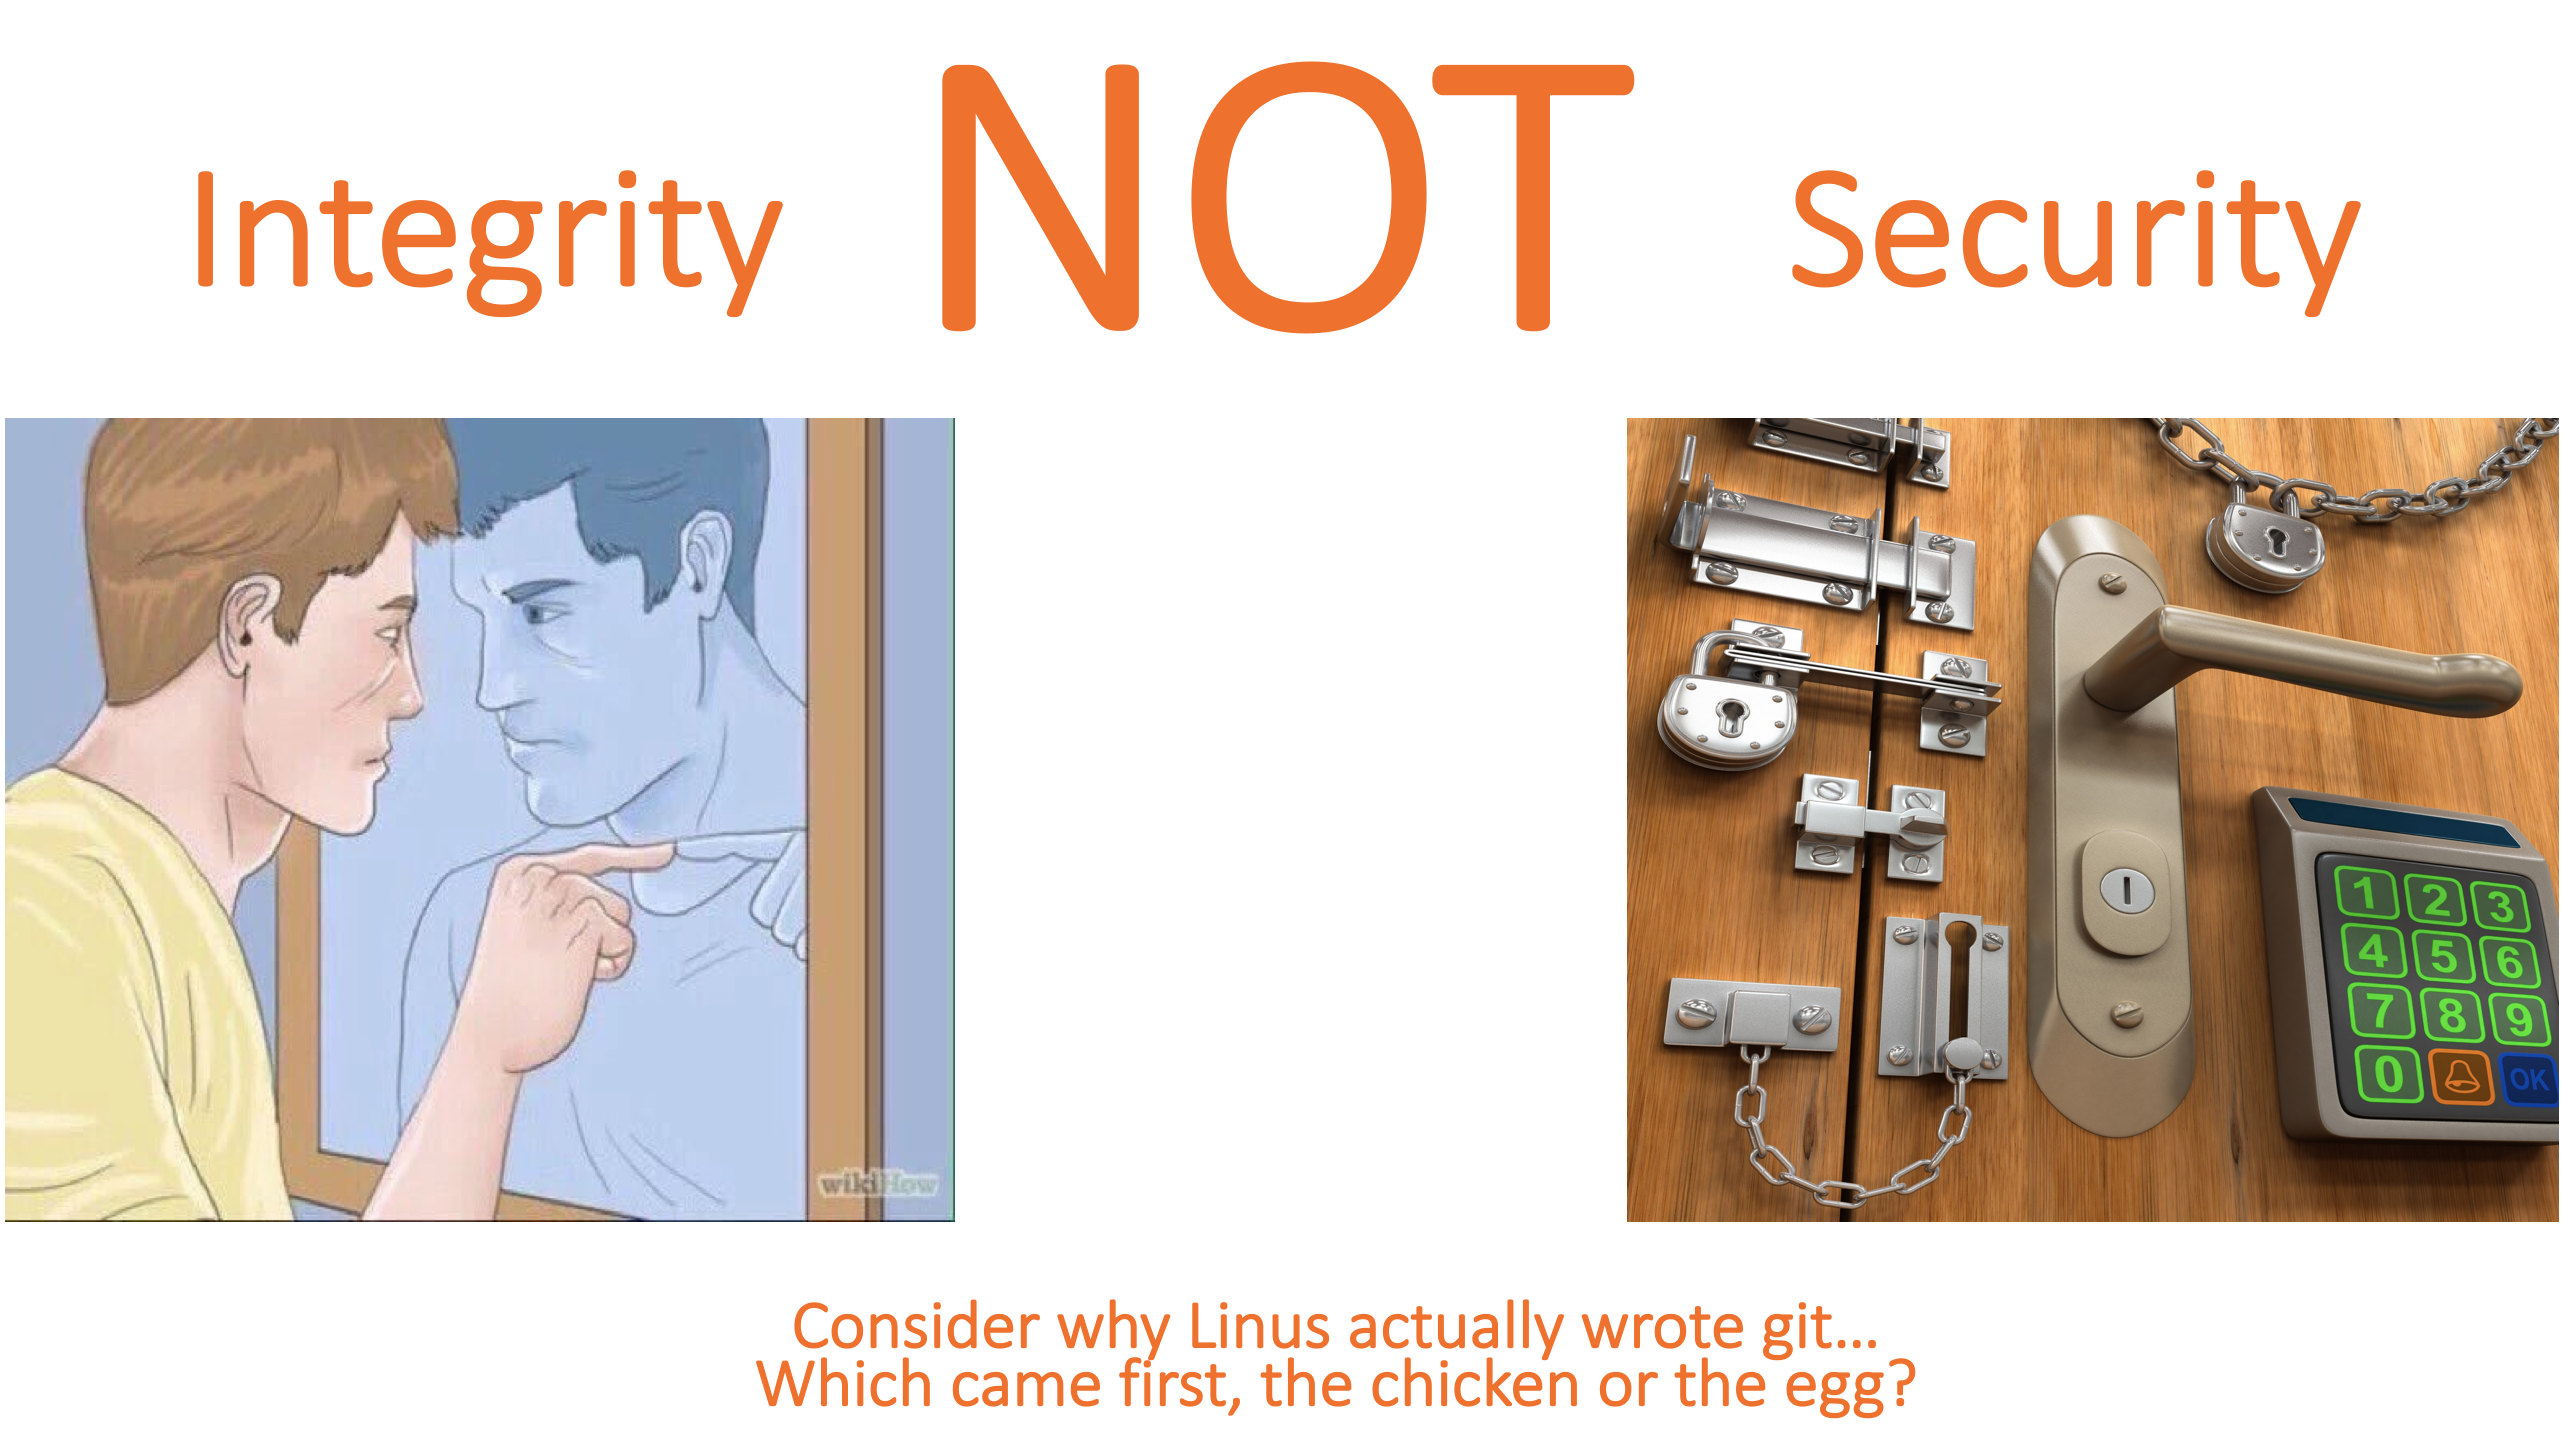 Integrity NOT Security
wikiHow
1 2 3
4 5 6
7 8 9
0 OK
Consider why Linus actually wrote git...
Which came first, the chicken or the egg?